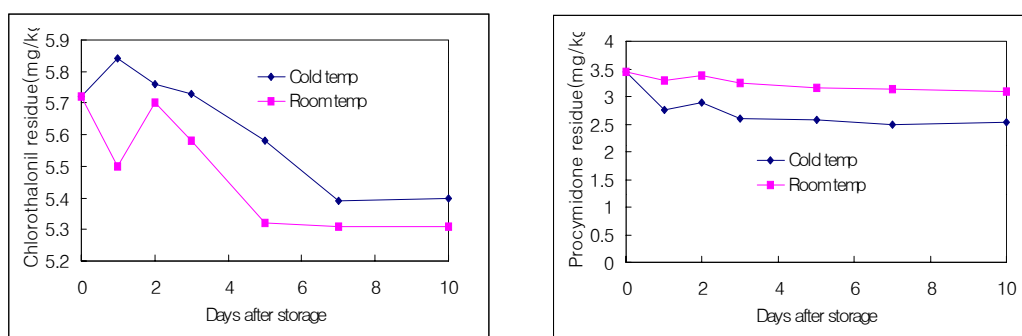 Chlorothalonil residue(mg/kg
5.9
5.8
5.7
5.6
5.5
5.4
5.3
5.2
0 2 4 6 8 10
Days after storage
Cold temp
Room temp
Procymidone residue(mg/kg
4
3.5
3
2.5
2
1.5
1
0.5
0
0 2 4 6 8 10
Days after storage
Cold temp
Room temp